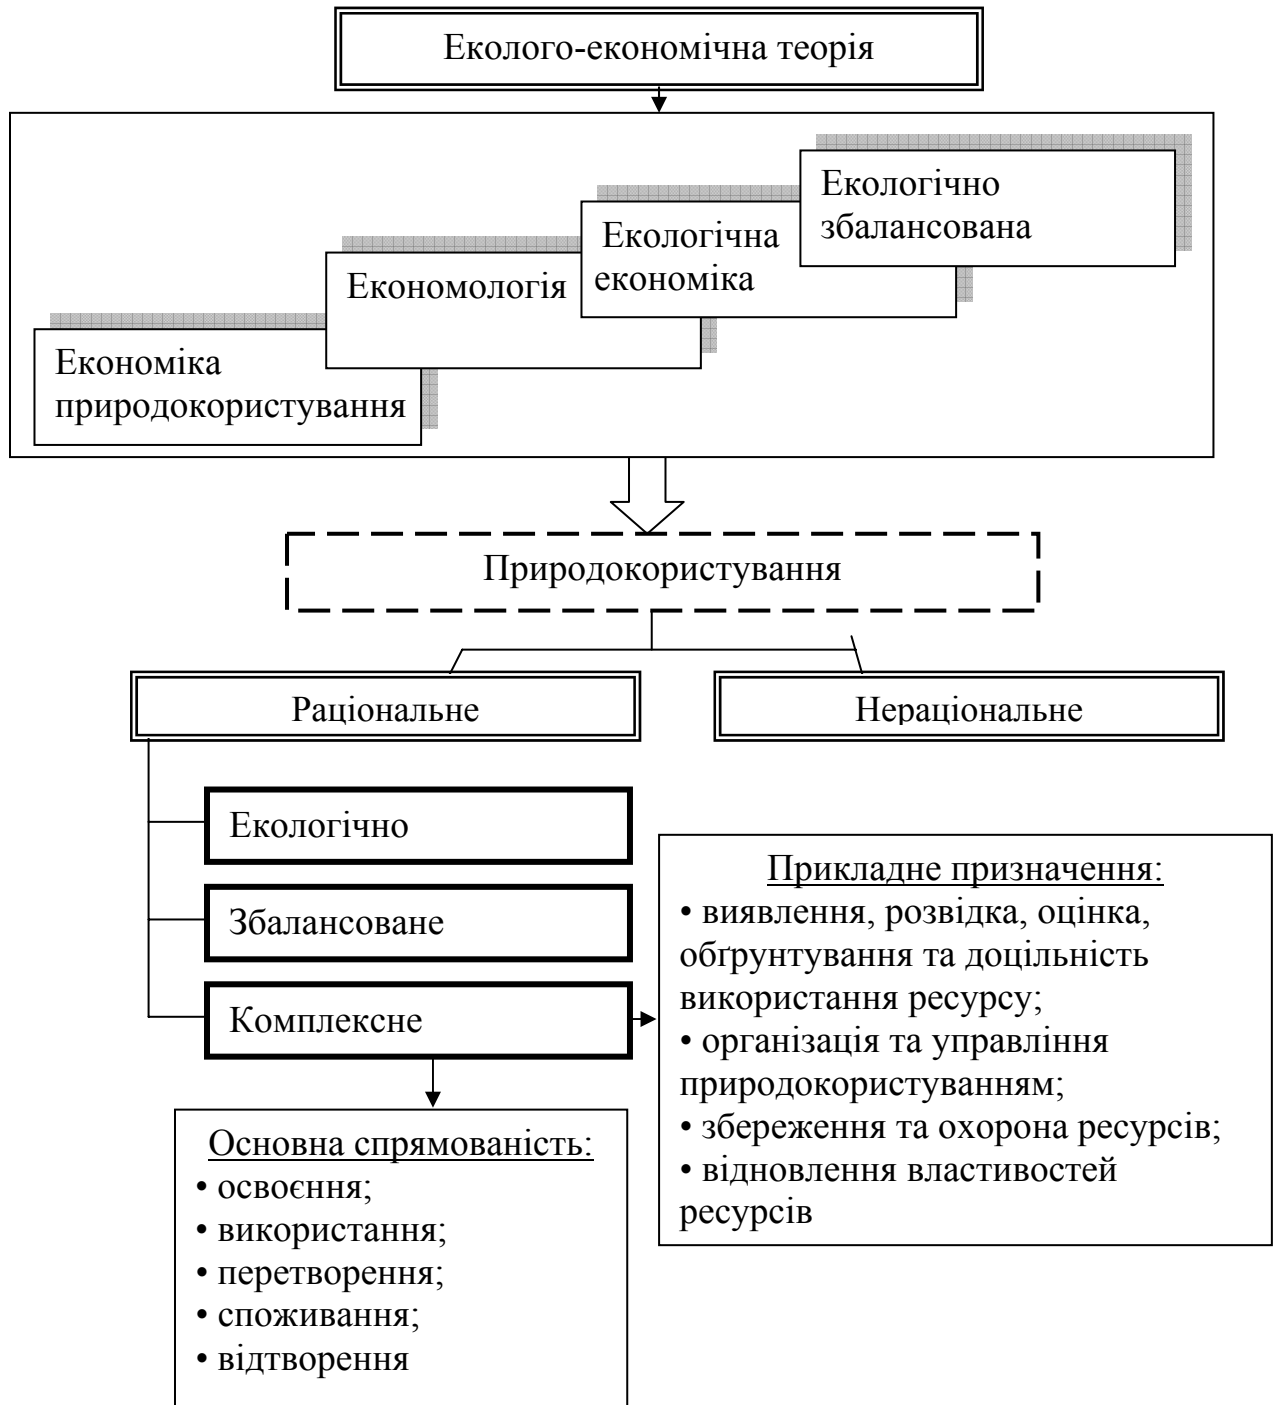 Еколого-економічна теорія
Екологічно
збалансована
Екологічна
економіка
Економологія
Економіка
природокористування
Природокористування
Раціональне
Нераціональне
Екологічно
Збалансоване
Комплексне
Прикладне призначення:
• виявлення, розвідка, оцінка,
обґрунтування та доцільність
використання ресурсу;
• організація та управління
природокористуванням;
• збереження та охорона ресурсів;
• відновлення властивостей
ресурсів
Основна спрямованість:
• освоєння;
• використання;
• перетворення;
• споживання;
• відтворення